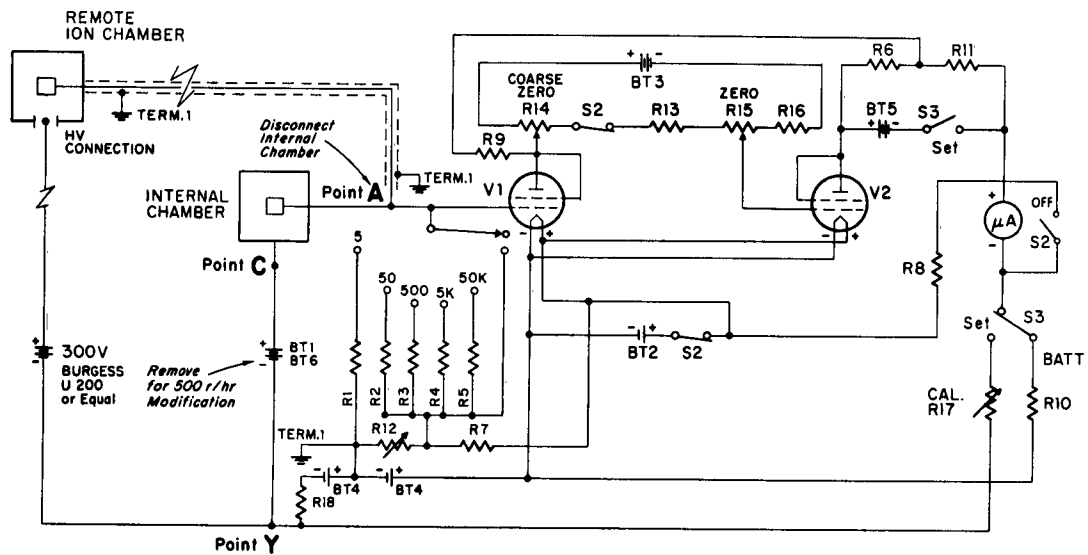 REMOTE
ION CHAMBER
TERM.1
HV
CONNECTION
Disconnect
Internal
Chamber
TERM.1
INTERNAL
CHAMBER
Point A
Point C
+
-
300V
BURGESS
U 200
or Equal
Remove
for 500 r/hr
Modification
+
-
BT1
BT6
5
50
500
5K
50K
R1
R2
R3
R4
R5
TERM.1
R12
R7
- +
BT4
- +
BT4
R18
Point Y
+ -
BT3
COARSE
ZERO
R14
S2
R13
ZERO
R15
R16
R9
V1
- +
V2
- +
R6
R11
BT5
+ -
S3
Set
OFF
S2
+
μA
-
R8
- +
BT2
S2
Set
S3
BATT
CAL.
R17
R10